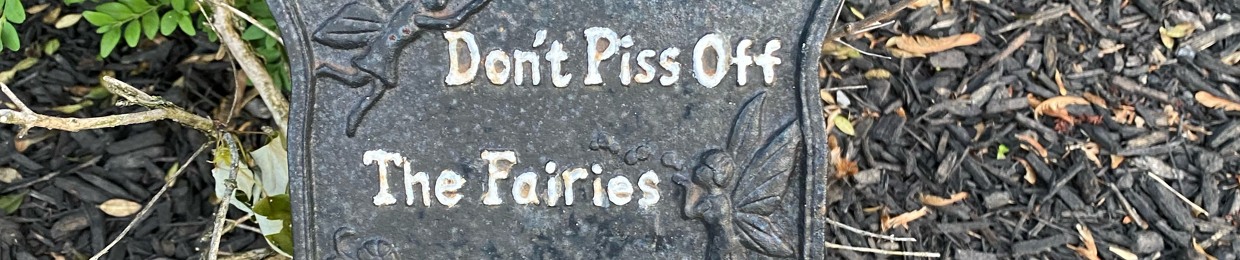 Don't Piss Off
The Fairies